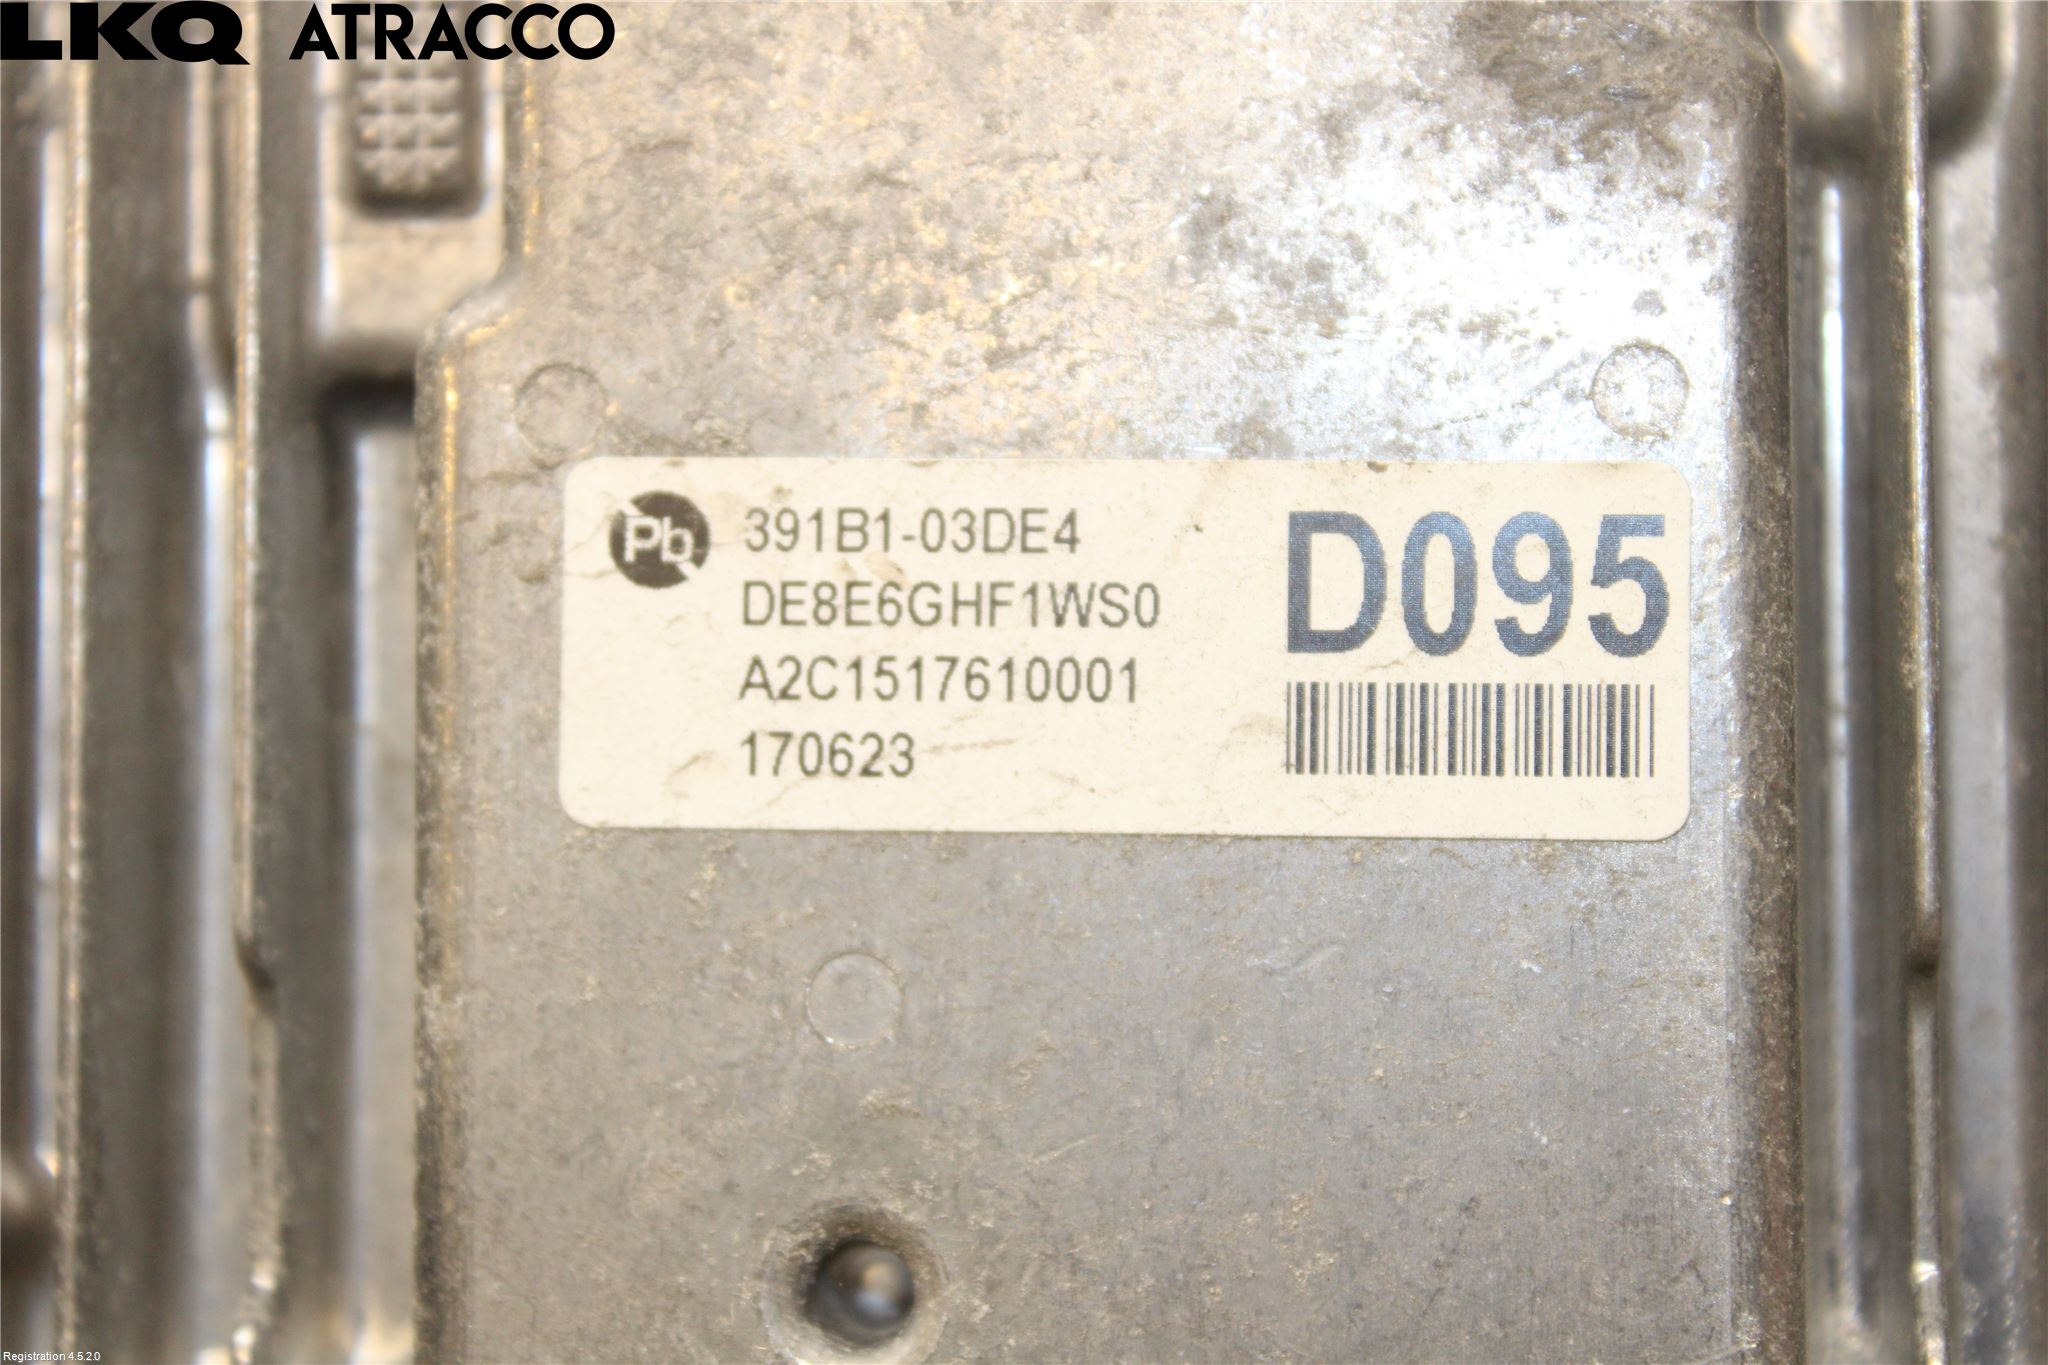 LKQ ATRACCO
Pb
391B1-03DE4
DE8E6GHF1WS0
A2C1517610001
170623
D095
Registration 4.5.2.0